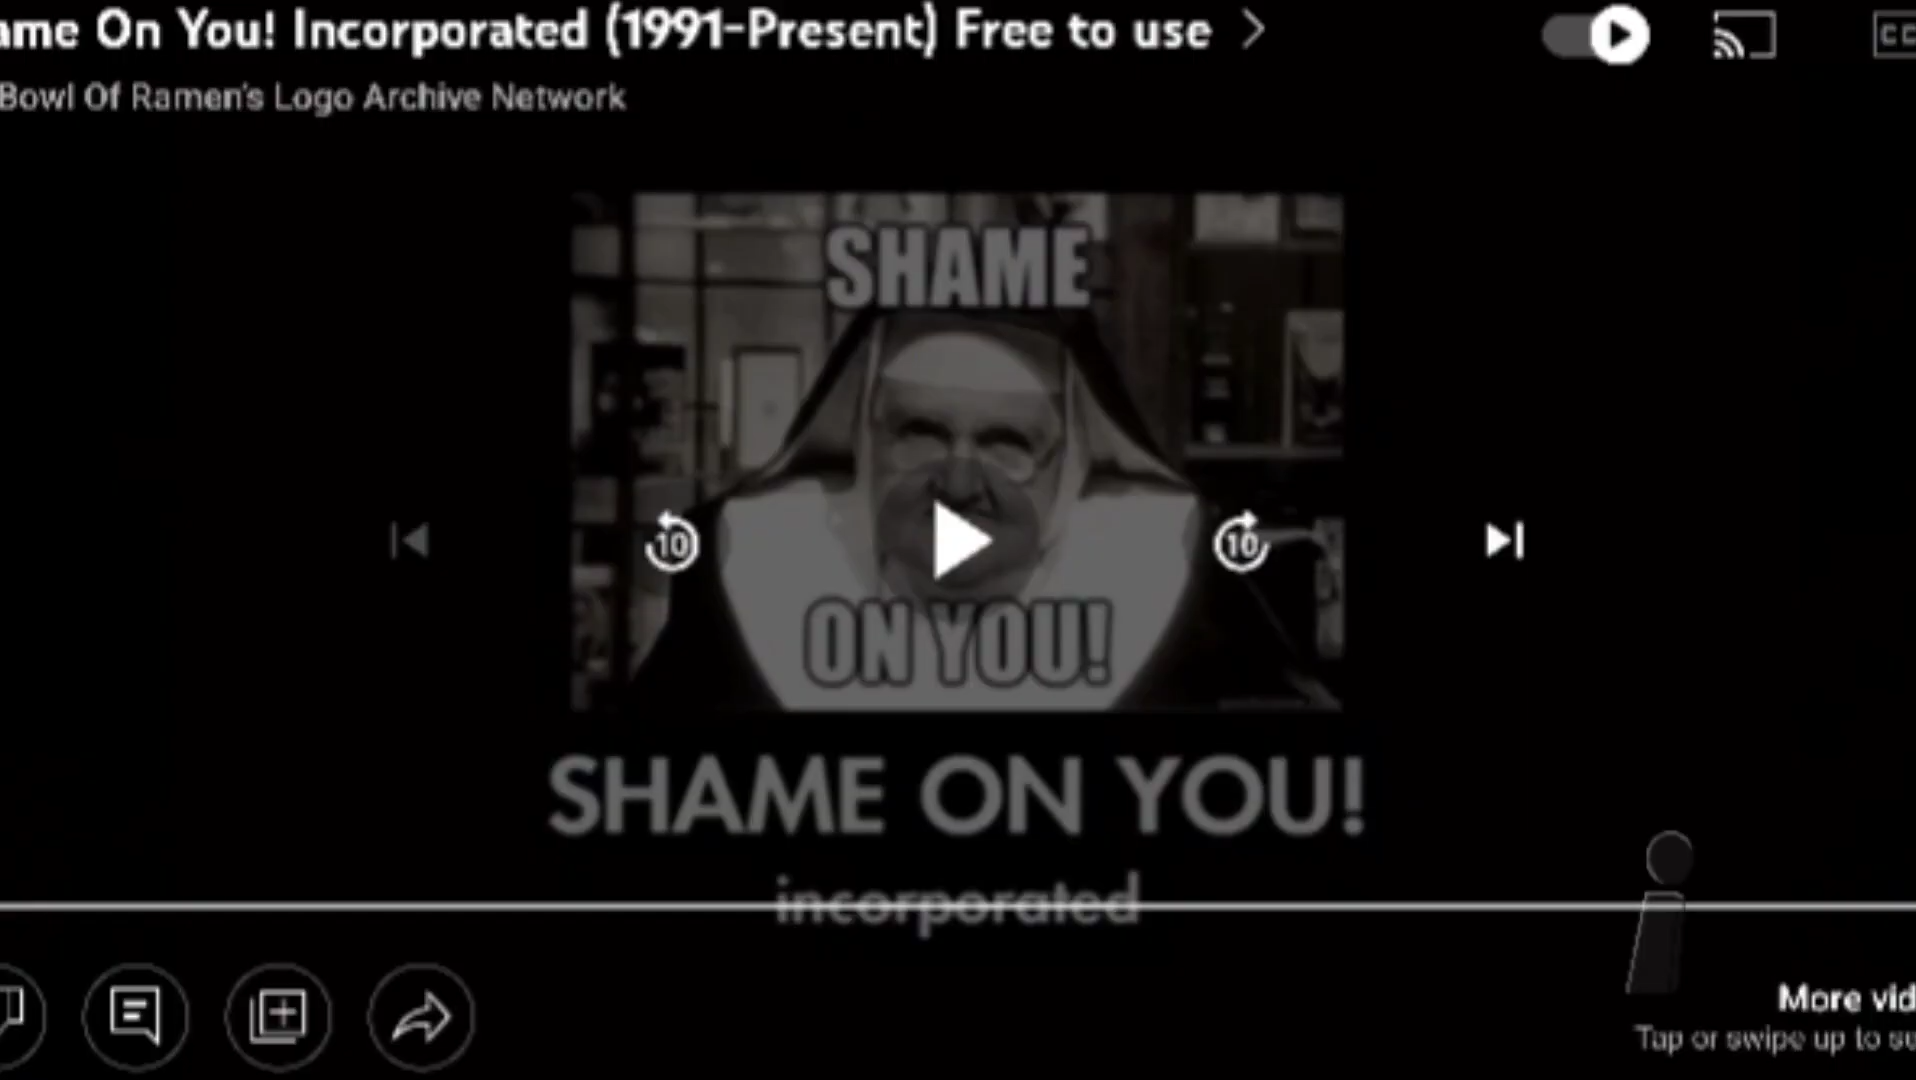 ame On You! Incorporated (1991-Present) Free to use
Bowl Of Ramen's Logo Archive Network
CC
SHAME
10
10
ON YOU!
SHAME ON YOU!
incorporated
More vid
Tap or swipe up to se